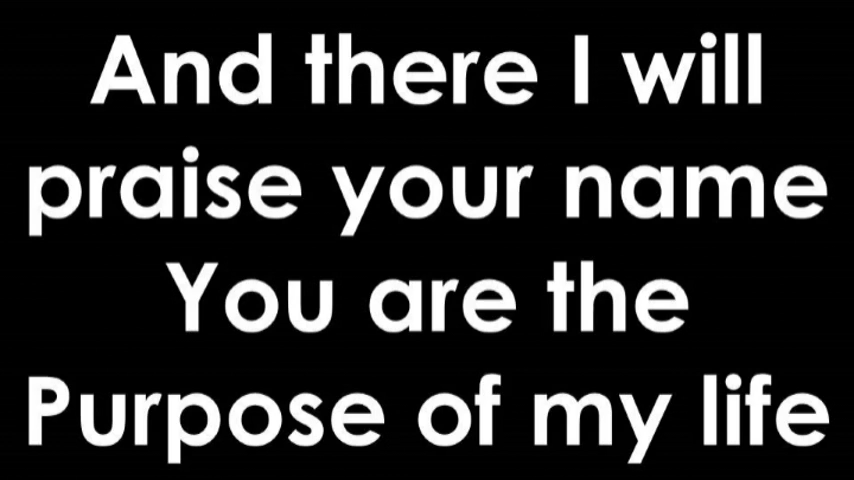 And there I will
praise your name
You are the
Purpose of my life